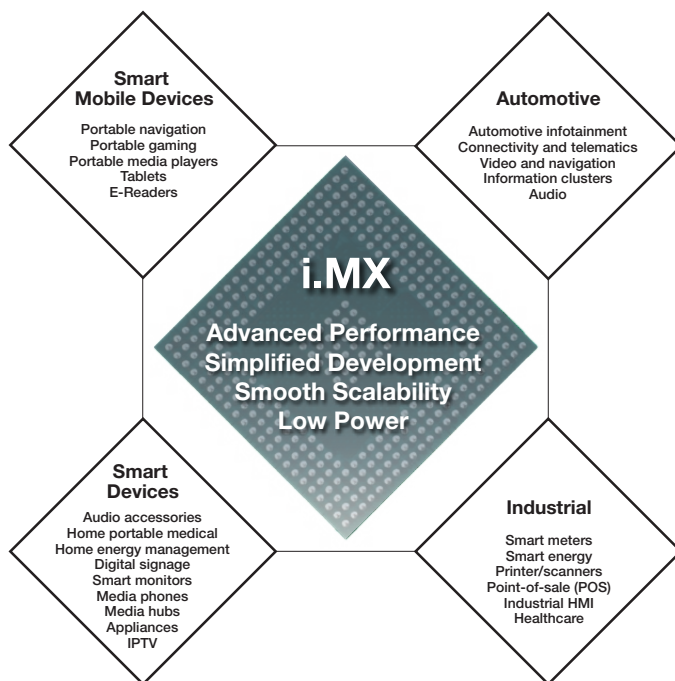 Smart
Mobile Devices
Portable navigation
Portable gaming
Portable media players
Tablets
E-Readers
Automotive
Automotive infotainment
Connectivity and telematics
Video and navigation
Information clusters
Audio
i.MX
Advanced Performance
Simplified Development
Smooth Scalability
Low Power
Smart
Devices
Audio accessories
Home portable medical
Home energy management
Digital signage
Smart monitors
Media phones
Media hubs
Appliances
IPTV
Industrial
Smart meters
Smart energy
Printer/scanners
Point-of-sale (POS)
Industrial HMI
Healthcare